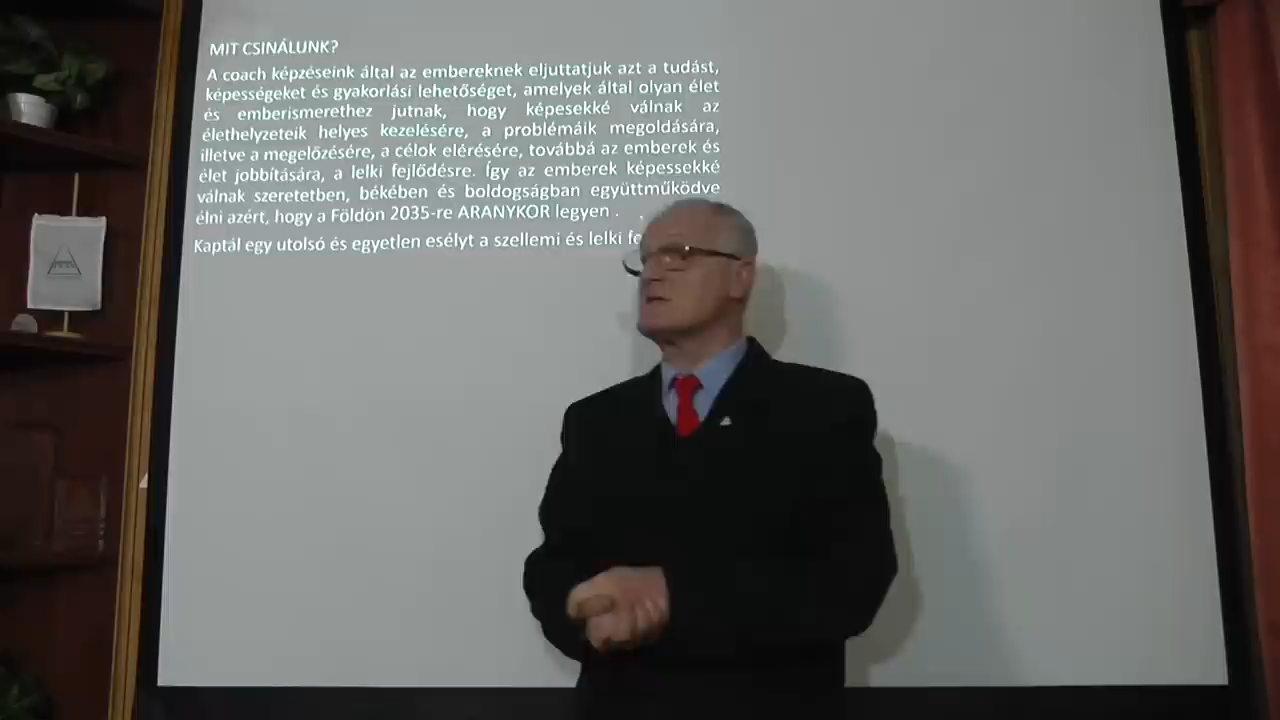 MIT CSINÁLUNK?
A coach képzéseink által az embereknek eljuttatjuk azt a tudást,
képességeket és gyakorlási lehetőséget, amelyek által olyan élet
és emberismerethez jutnak, hogy képesekké válnak az
élethelyzeteik helyes kezelésére, a problémáik megoldására,
illetve a megelőzésére, a célok elérésére, továbbá az emberek és
élet jobbítására, a lelki fejlődésre. Így az emberek képessekké
válnak szeretetben, békében és boldogságban együttműködve
élni azért, hogy a Földön 2035-re ARANYKOR legyen .
Kaptál egy utolsó és egyetlen esélyt a szellemi és lelki